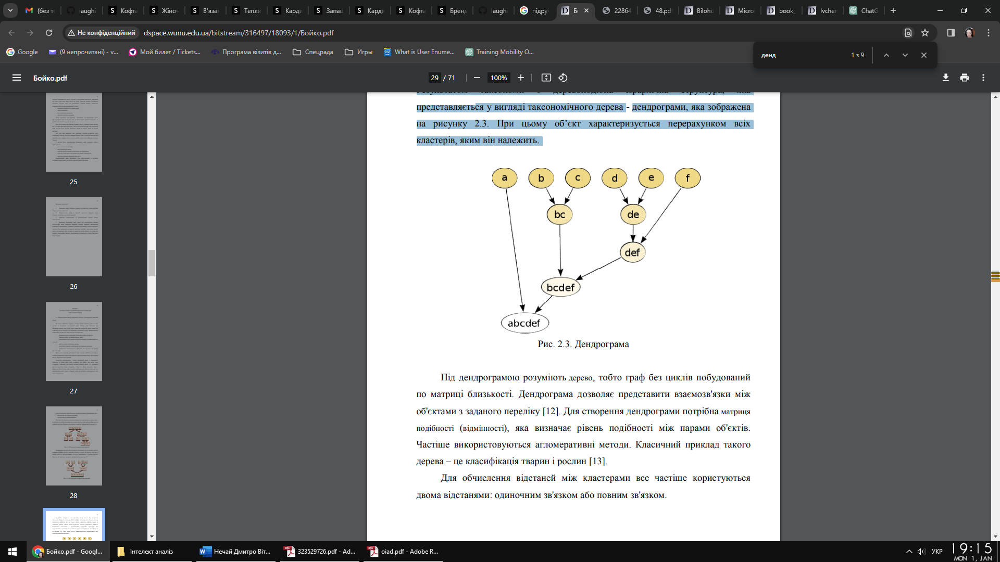 (без т
laughi
Кофта
Жіноч
В'язан
Тепли
Карди
Запаш
Карди
Кофта
Бренд
laughi
підруч
Бо
22864
48.pdf
Bilohu
Micro
book_
lvcher
ChatG
Не конфіденційний
dspace.wunu.edu.ua/bitstream/316497/18093/1/Бойко.pdf
Google
(9 непрочитані) - v...
Мой билет / Tickets...
Програма візитів д...
Спецрада
Игры
What is User Enume...
Training Mobility O...
денд
1 з 9
Бойко.pdf
29 / 71
100%
25
26
27
28
представляється у вигляді таксономічного дерева - дендрограми, яка зображена
на рисунку 2.3. При цьому об’єкт характеризується перерахунком всіх
кластерів, яким він належить.
a b c d e f
bc de
def
bcdef
abcdef
Рис. 2.3. Дендрограма
Під дендрограмою розуміють дерево, тобто граф без циклів побудований
по матриці близькості. Дендрограма дозволяє представити взаємозв'язки між
об'єктами з заданого переліку [12]. Для створення дендрограми потрібна матриця
подібності (відмінності), яка визначає рівень подібності між парами об'єктів.
Частіше використовуються агломеративні методи. Класичний приклад такого
дерева – це класифікація тварин і рослин [13].
Для обчислення відстаней між кластерами все частіше користуються
двома відстанями: одиночним зв'язком або повним зв'язком.
Бойко.pdf - Googl...
Інтелект аналіз
Нечай Дмитро Віт...
323529726.pdf - Ad...
oiad.pdf - Adobe R...
УКР
19:15
MON 1, JAN